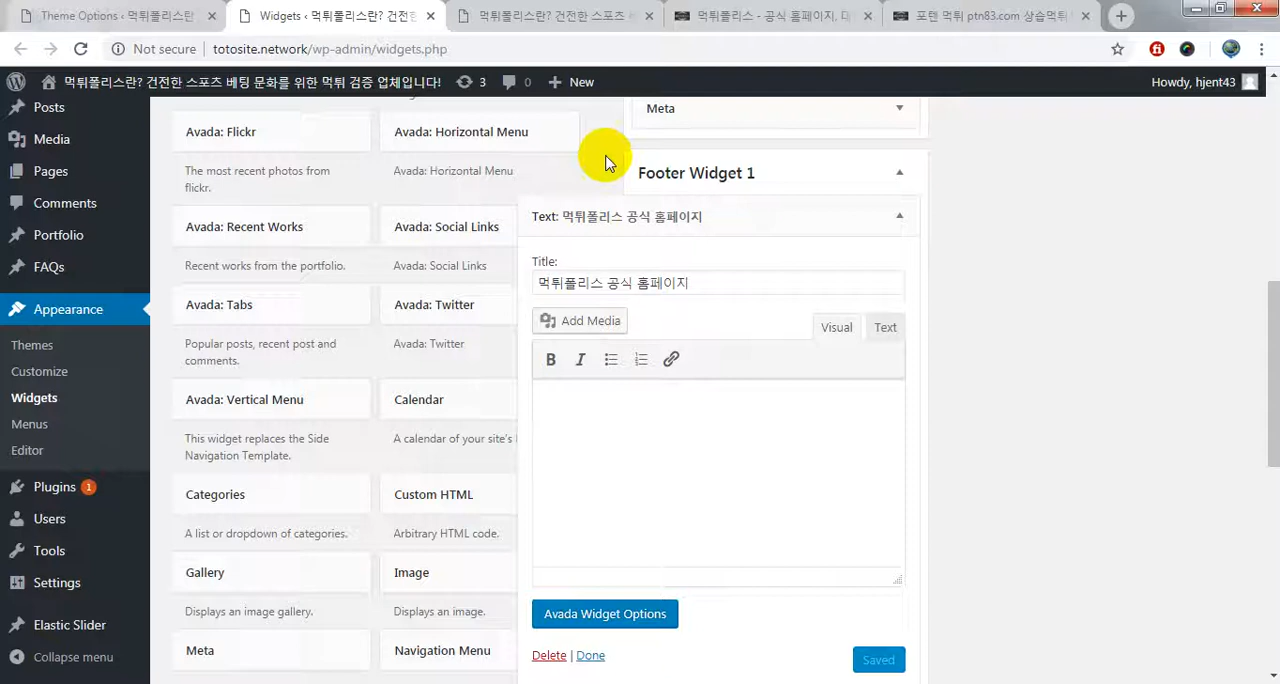 Theme Options ‹ 먹튀폴리스란
Widgets ‹ 먹튀폴리스란? 건전한
먹튀폴리스란? 건전한 스포츠
먹튀폴리스 - 공식 홈페이지, 대
포텐 먹튀 ptn83.com 상습먹튀
Not secure
totosite.network/wp-admin/widgets.php
먹튀폴리스란? 건전한 스포츠 베팅 문화를 위한 먹튀 검증 업체입니다!
3
0
New
Howdy, hjent43
Posts
Media
Pages
Comments
Portfolio
FAQs
Appearance
Themes
Customize
Widgets
Menus
Editor
Plugins 1
Users
Tools
Settings
Elastic Slider
Collapse menu
Avada: Flickr
The most recent photos from
flickr.
Avada: Horizontal Menu
Avada: Horizontal Menu
Avada: Recent Works
Recent works from the portfolio.
Avada: Social Links
Avada: Social Links
Avada: Tabs
Popular posts, recent post and
comments.
Avada: Twitter
Avada: Twitter
Avada: Vertical Menu
This widget replaces the Side
Navigation Template.
Calendar
A calendar of your site's
Categories
A list or dropdown of categories.
Custom HTML
Arbitrary HTML code.
Gallery
Displays an image gallery.
Image
Displays an image.
Meta
Navigation Menu
Meta
Footer Widget 1
Text: 먹튀폴리스 공식 홈페이지
Title:
먹튀폴리스 공식 홈페이지
Add Media
Visual
Text
B I
Avada Widget Options
Delete | Done
Saved